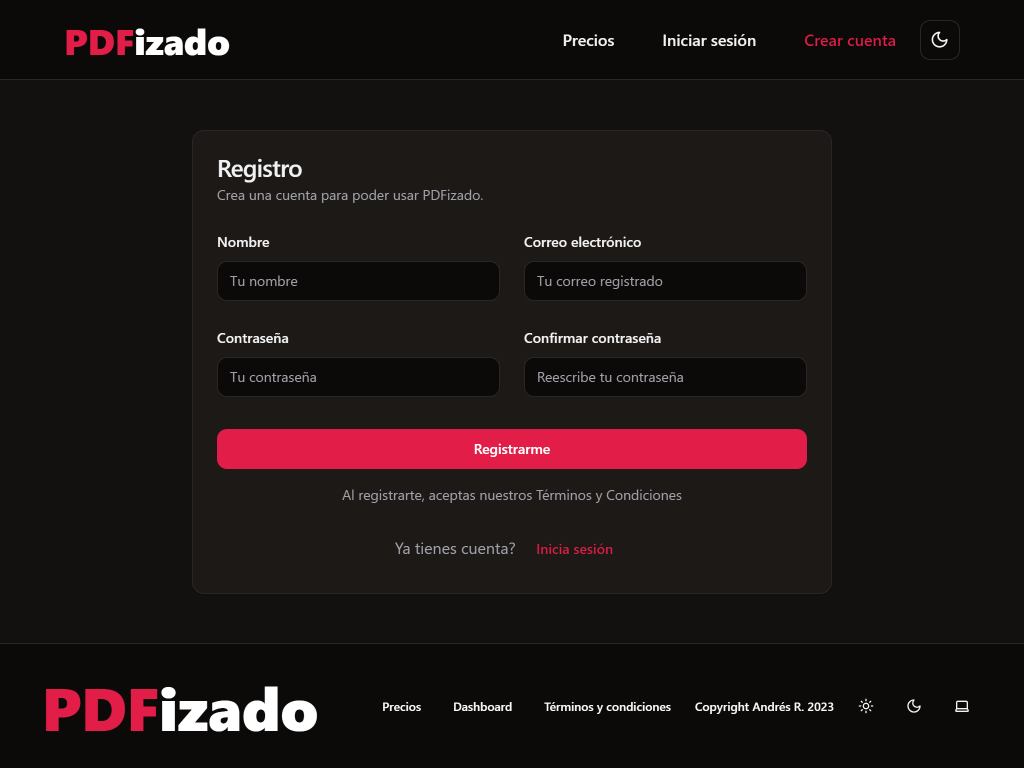 PDFizado
Precios
Iniciar sesión
Crear cuenta
Registro
Crea una cuenta para poder usar PDFizado.
Nombre
Correo electrónico
Tu nombre
Tu correo registrado
Contraseña
Confirmar contraseña
Tu contraseña
Reescribe tu contraseña
Registrarme
Al registrarte, aceptas nuestros Términos y Condiciones
Ya tienes cuenta? Inicia sesión
PDFizado
Precios
Dashboard
Términos y condiciones
Copyright Andrés R. 2023